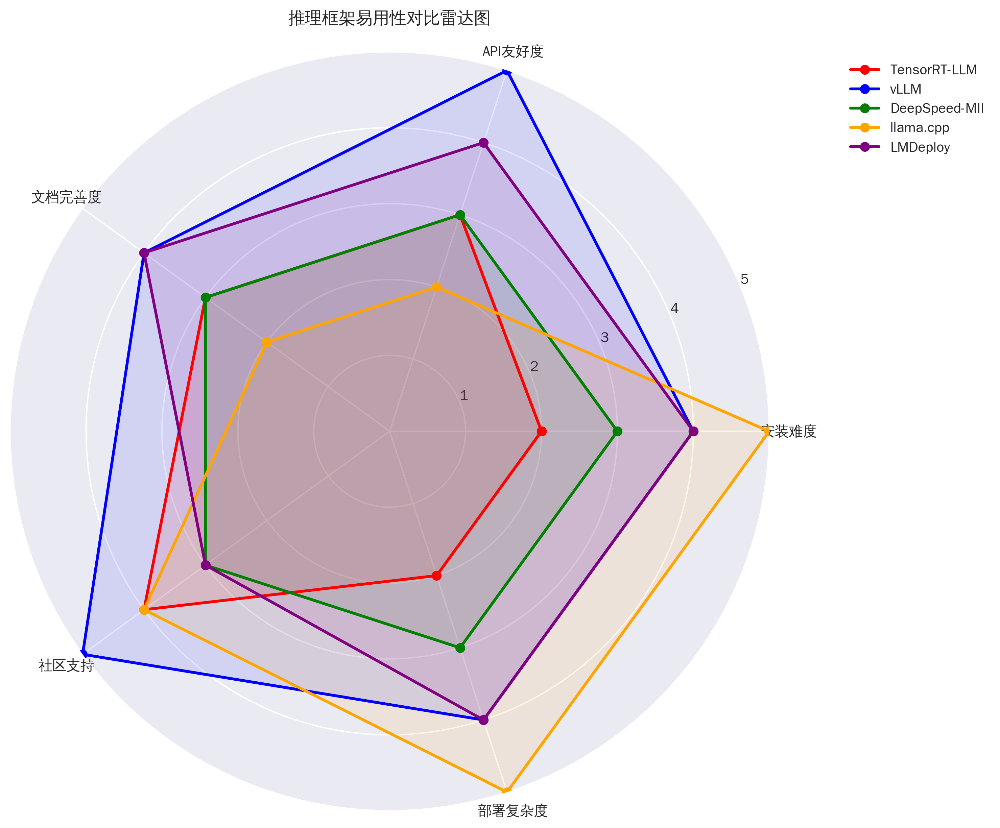 推理框架易用性对比雷达图
API友好度
TensorRT-LLM
vLLM
DeepSpeed-MII
llama.cpp
LMDeploy
文档完善度
5
4
3
2
1
安装难度
社区支持
部署复杂度